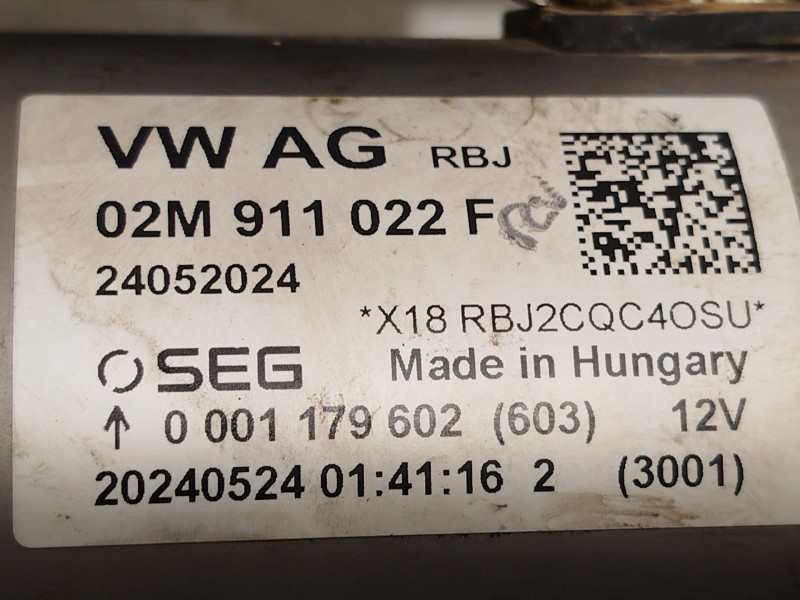 VW AG RBJ
02M 911 022 F
24052024
*X18 RBJ2CQC4OSU*
SEG Made in Hungary
↑ 0 001 179 602 (603) 12V
20240524 01:41:16 2 (3001)